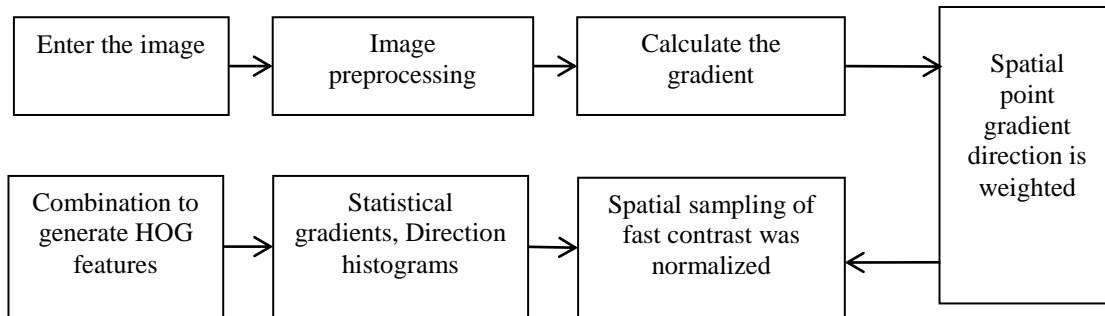 Enter the image
Image
preprocessing
Calculate the
gradient
Spatial
point
gradient
direction is
weighted
Combination to
generate HOG
features
Statistical
gradients, Direction
histograms
Spatial sampling of
fast contrast was
normalized